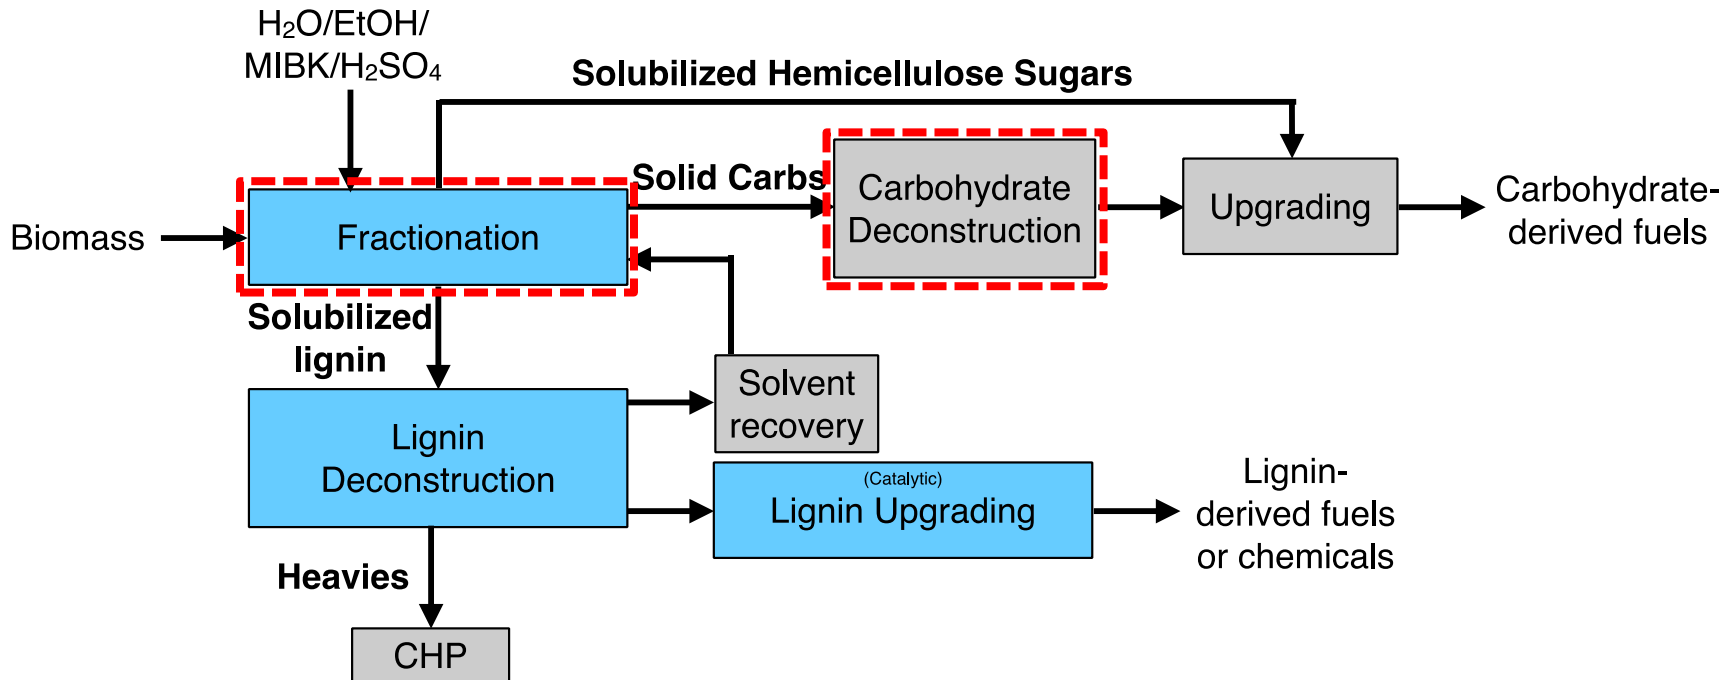 H₂O/EtOH/
MIBK/H₂SO₄
Solubilized Hemicellulose Sugars
Biomass
Fractionation
Solid Carbs
Carbohydrate
Deconstruction
Upgrading
Carbohydrate-
derived fuels
Solubilized
lignin
Solvent
recovery
Lignin
Deconstruction
(Catalytic)
Lignin Upgrading
Lignin-
derived fuels
or chemicals
Heavies
CHP